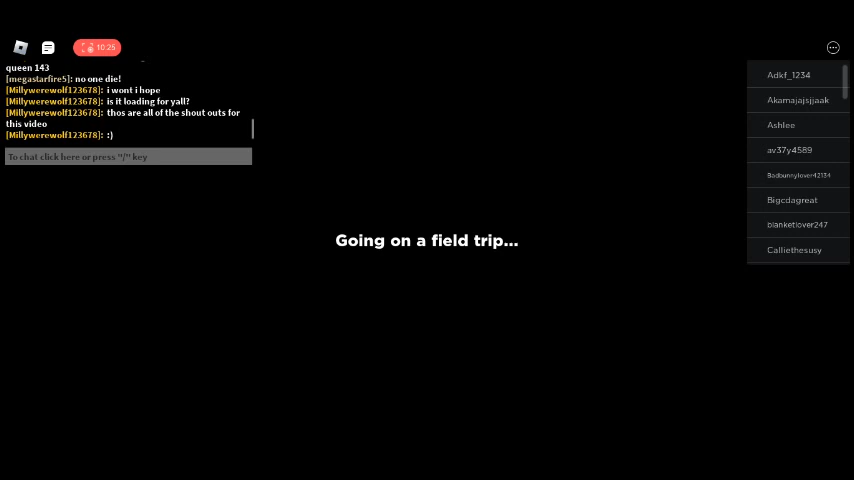 10:25
queen 143
[megastarfire5]: no one die!
[Millywerewolf123678]: i wont i hope
[Millywerewolf123678]: is it loading for yall?
[Millywerewolf123678]: thos are all of the shout outs for
this video
[Millywerewolf123678]: :)
To chat click here or press "/" key
Going on a field trip...
Adkf_1234
Akamajajsjjaak
Ashlee
av37y4589
Badbunnylover42134
Bigcdagreat
blanketlover247
Calliethesusy